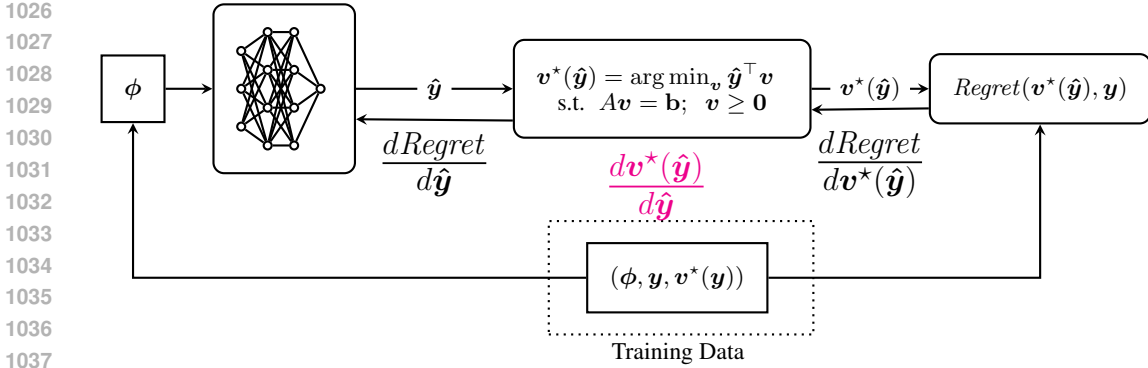 1026
1027
1028
1029
1030
1031
1032
1033
1034
1035
1036
1037
ϕ
ŷ
v⋆(ŷ) = arg min_v ŷ⊤v
s.t. Av = b; v ≥ 0
v⋆(ŷ)
Regret(v⋆(ŷ), y)
dRegret
dŷ
dv⋆(ŷ)
dŷ
dRegret
dv⋆(ŷ)
(ϕ, y, v⋆(y))
Training Data